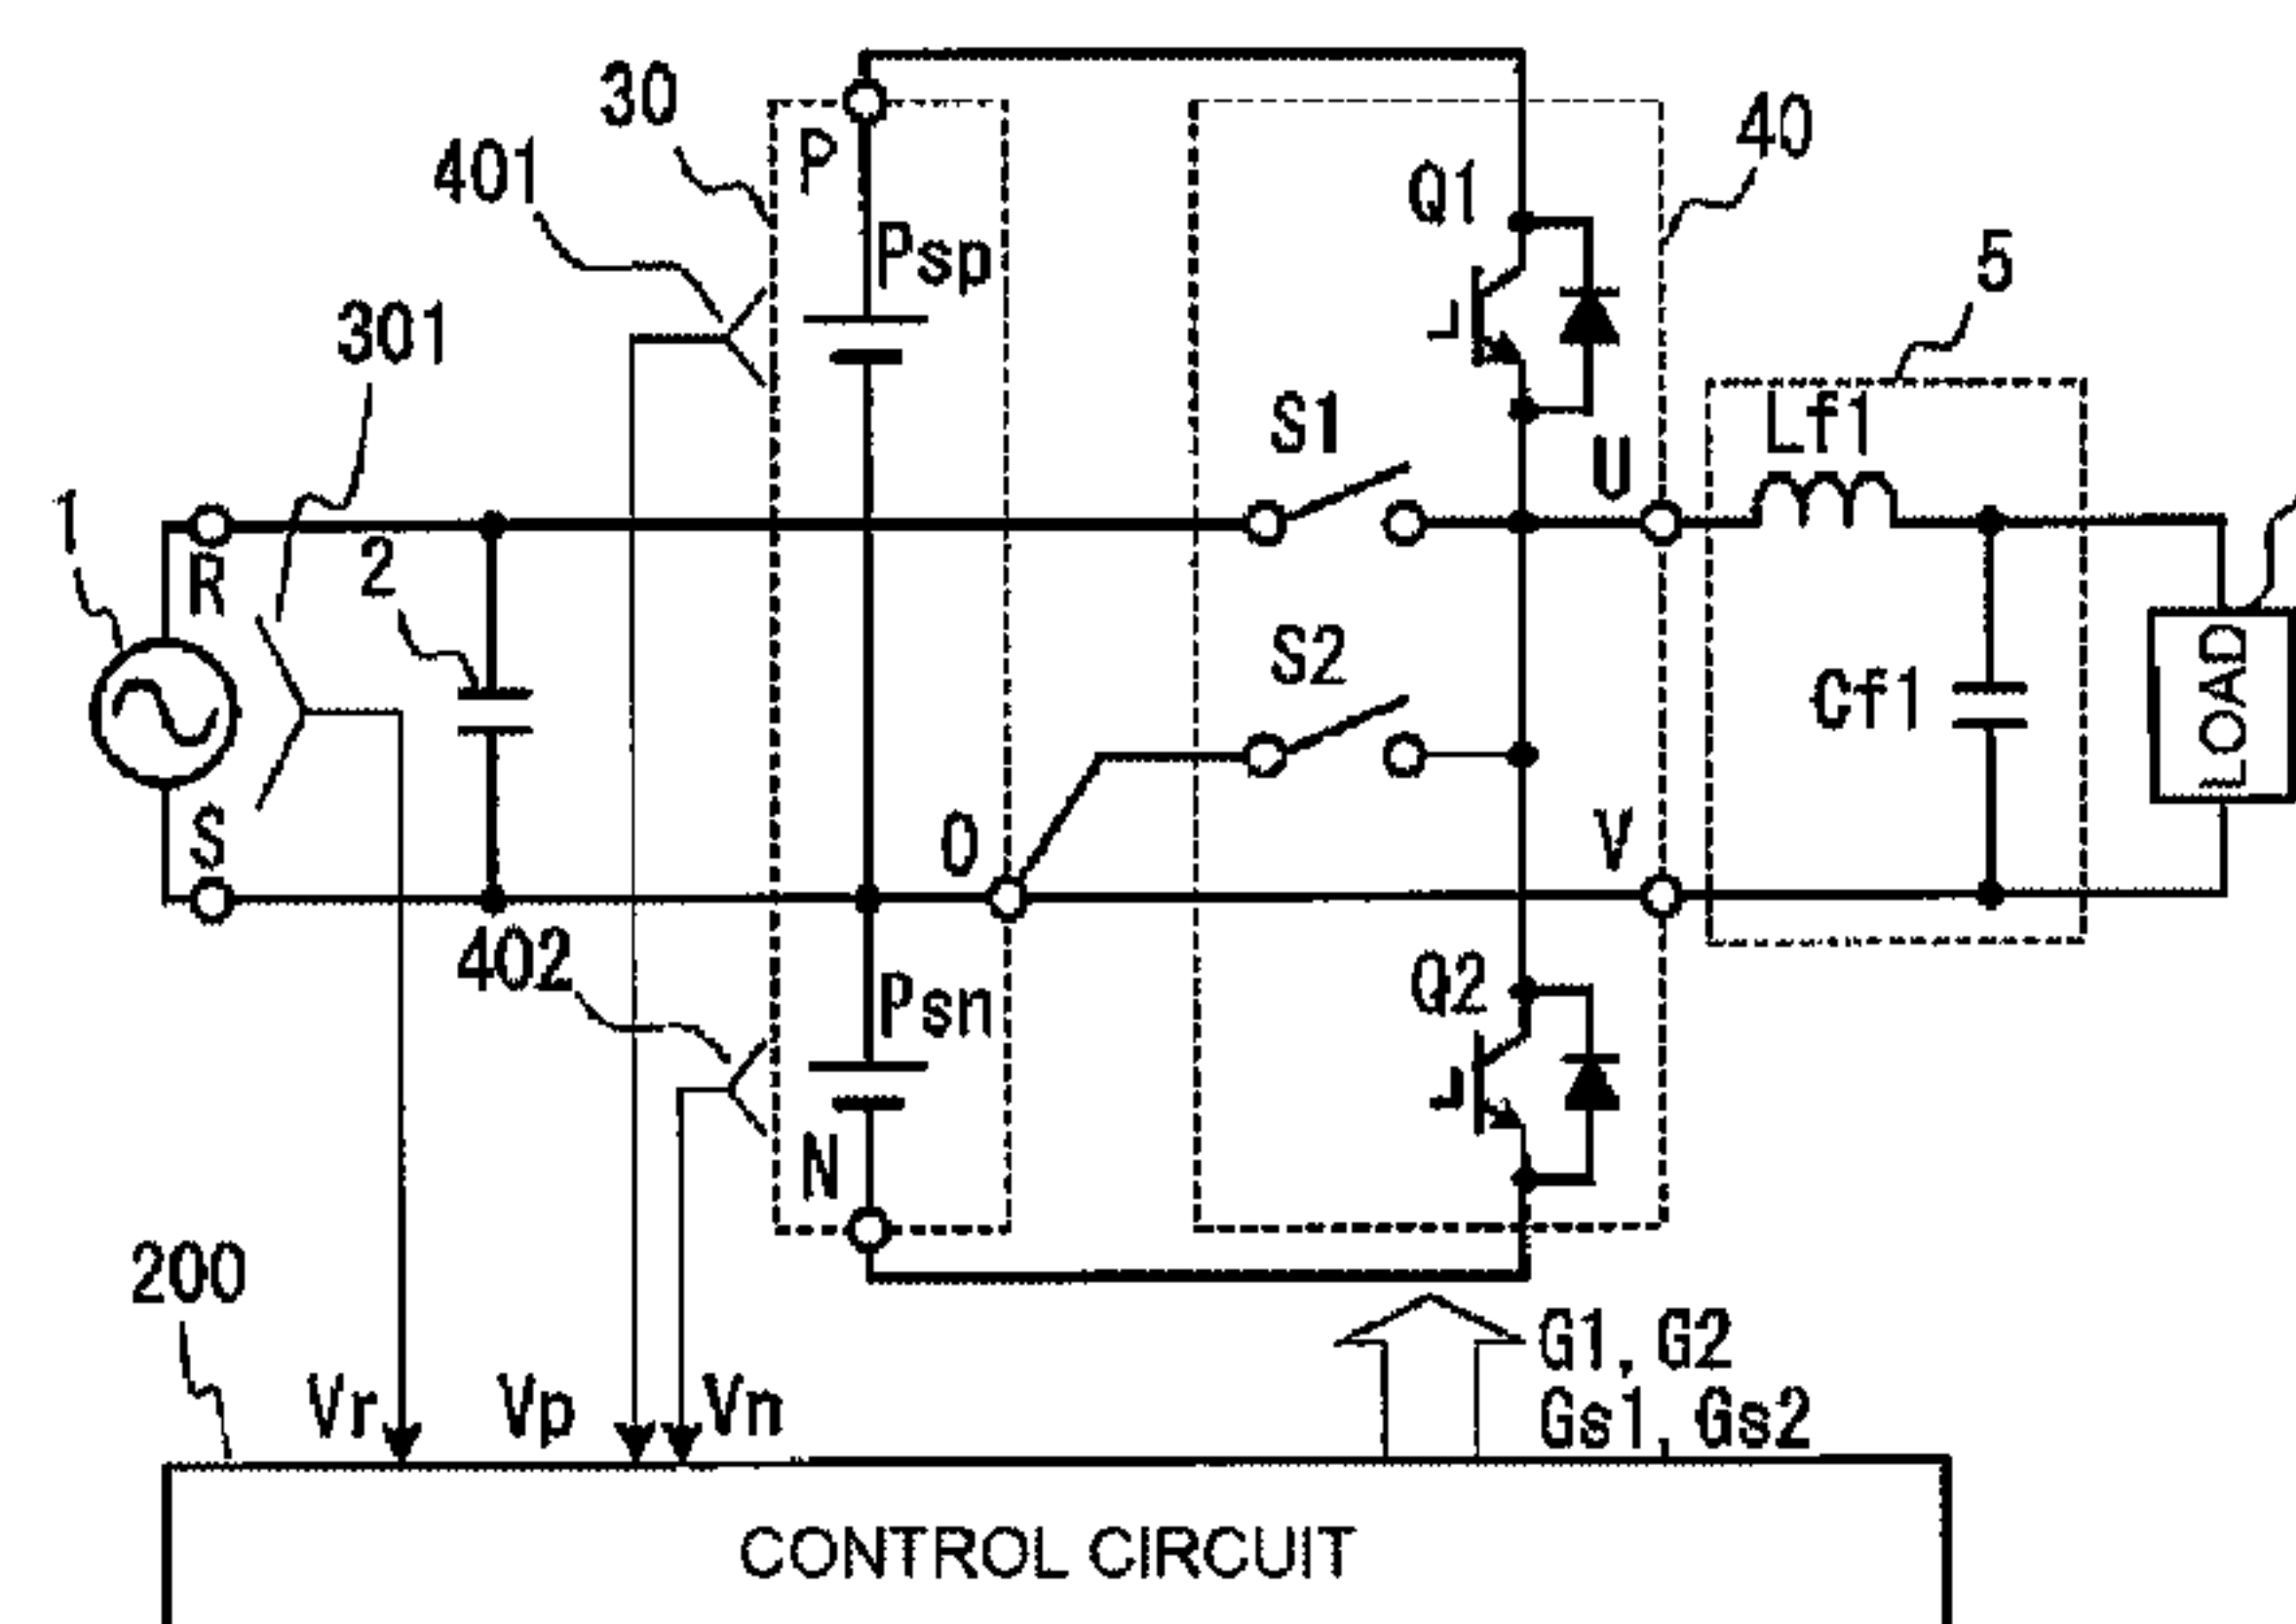 30
P
40
401
Q1
Psp
5
301
S1
Lf1
U
1
R
2
S2
LOAD
Cf1
S
O
V
402
Q2
Psn
N
200
G1, G2
Vr
Vp
Vn
Gs1, Gs2
CONTROL CIRCUIT